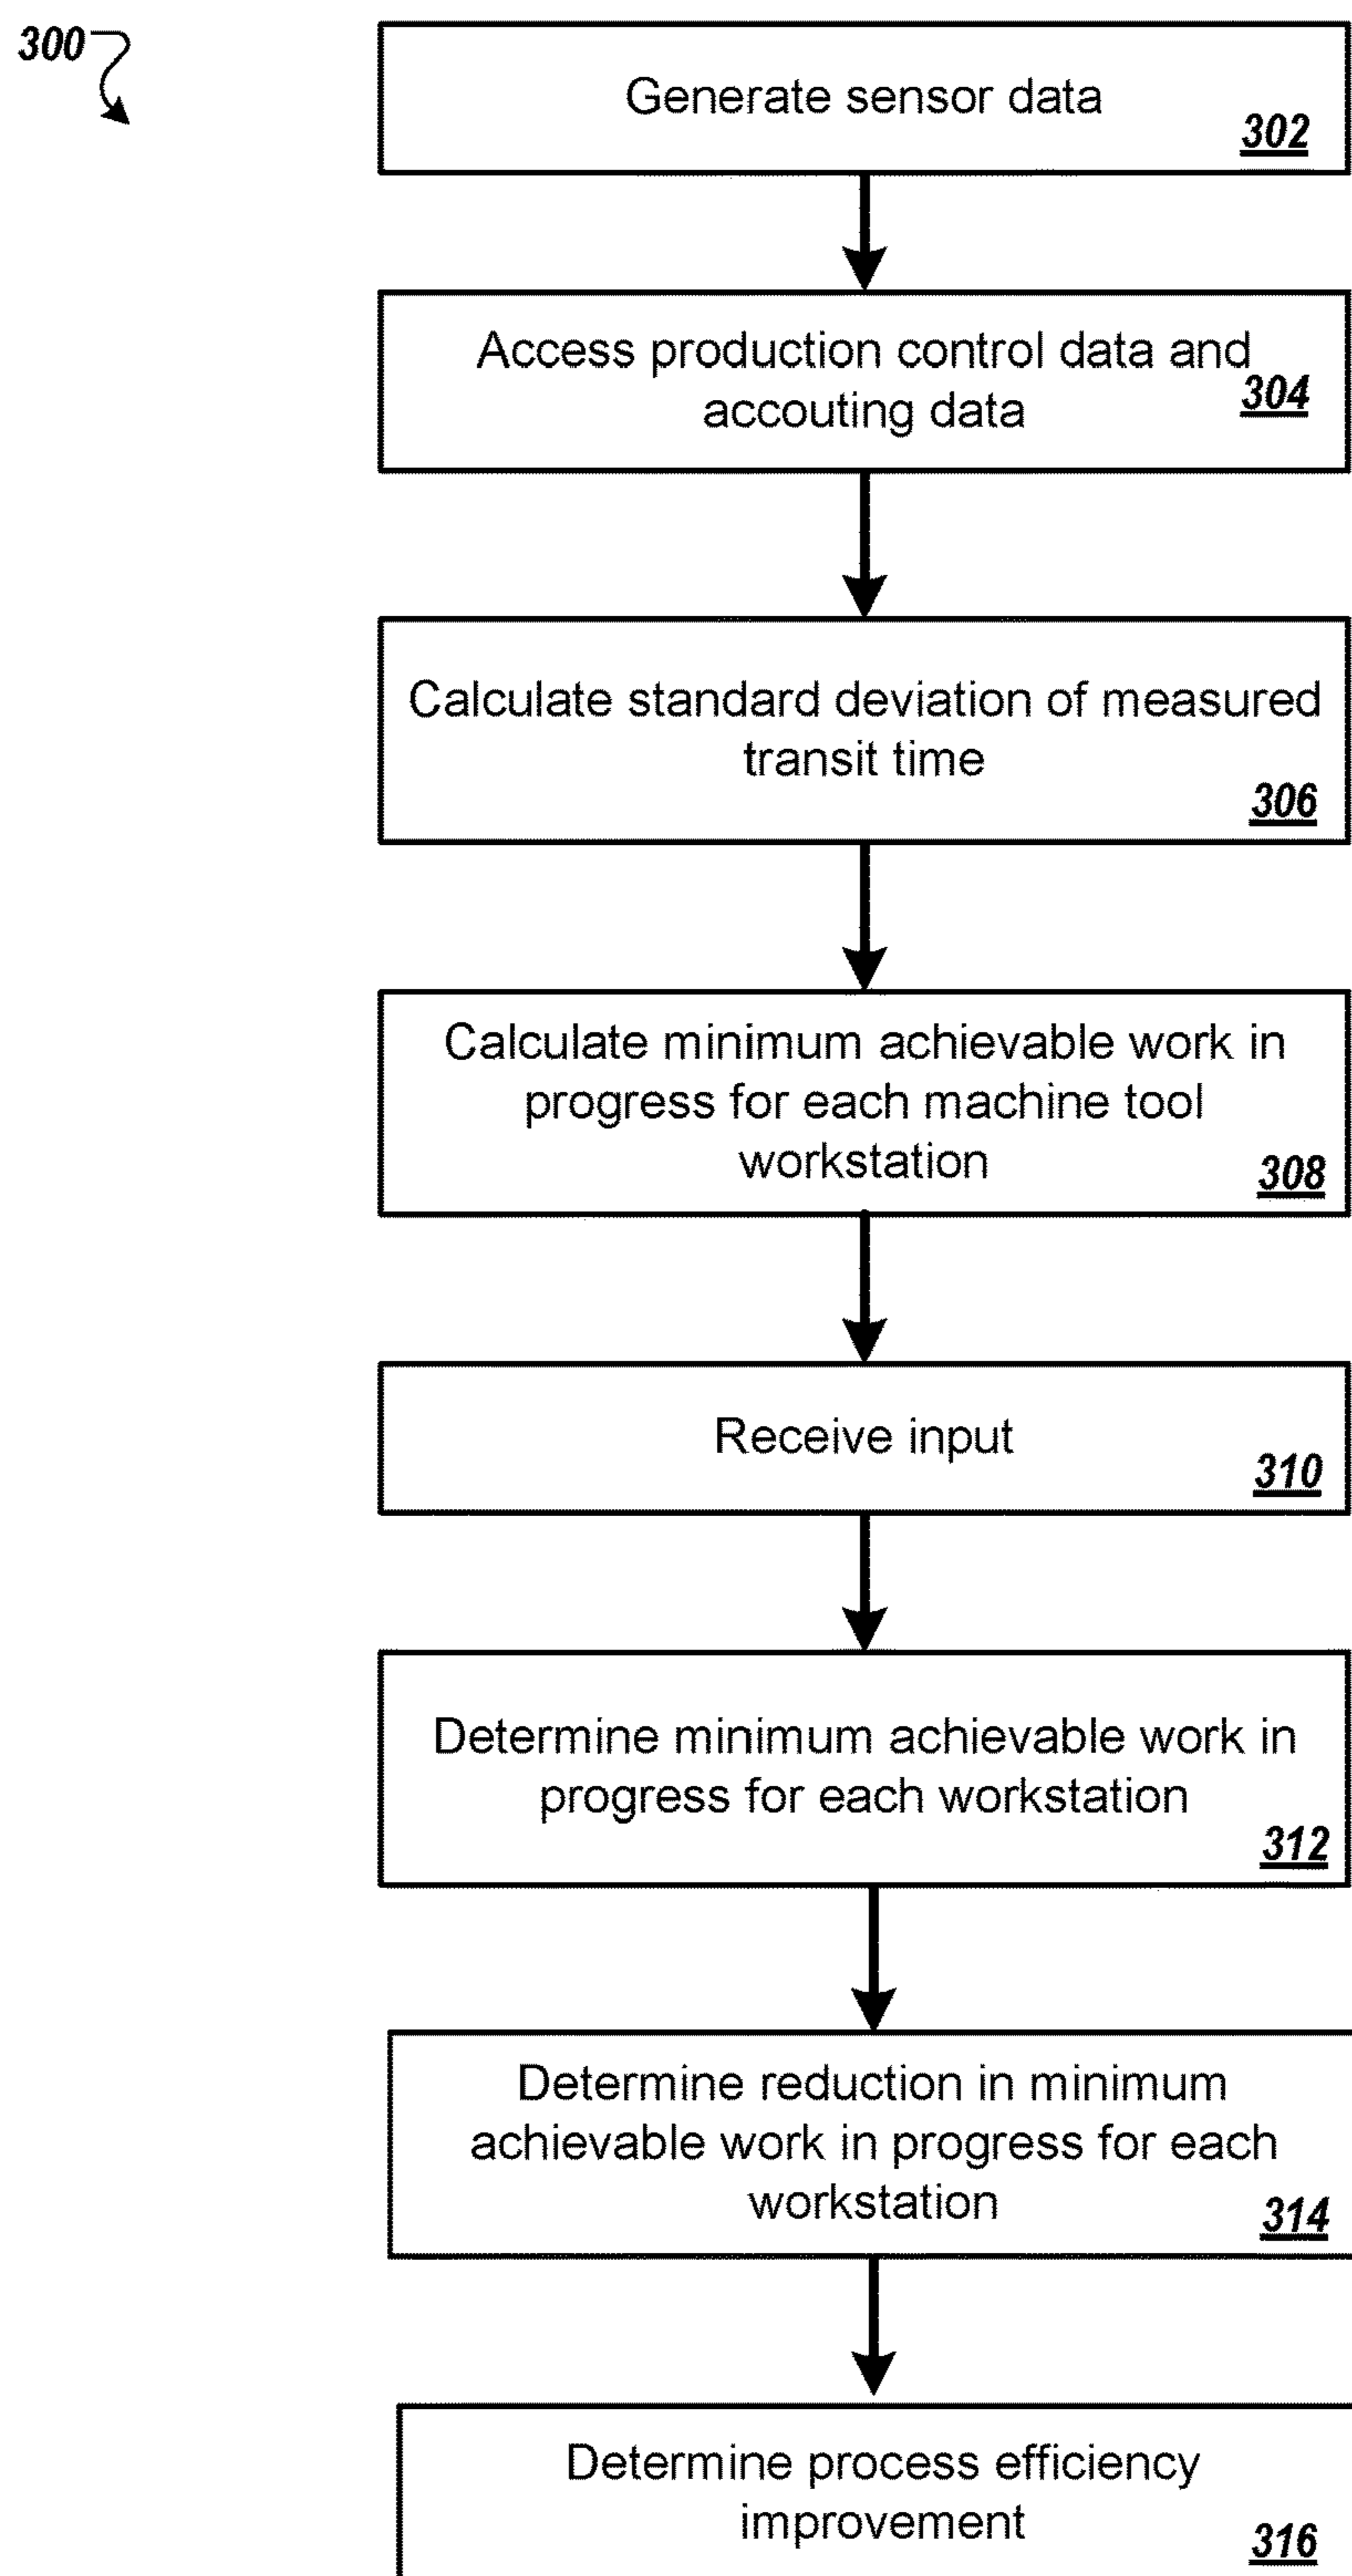 300
Generate sensor data
302
Access production control data and
accouting data
304
Calculate standard deviation of measured
transit time
306
Calculate minimum achievable work in
progress for each machine tool
workstation
308
Receive input
310
Determine minimum achievable work in
progress for each workstation
312
Determine reduction in minimum
achievable work in progress for each
workstation
314
Determine process efficiency
improvement
316